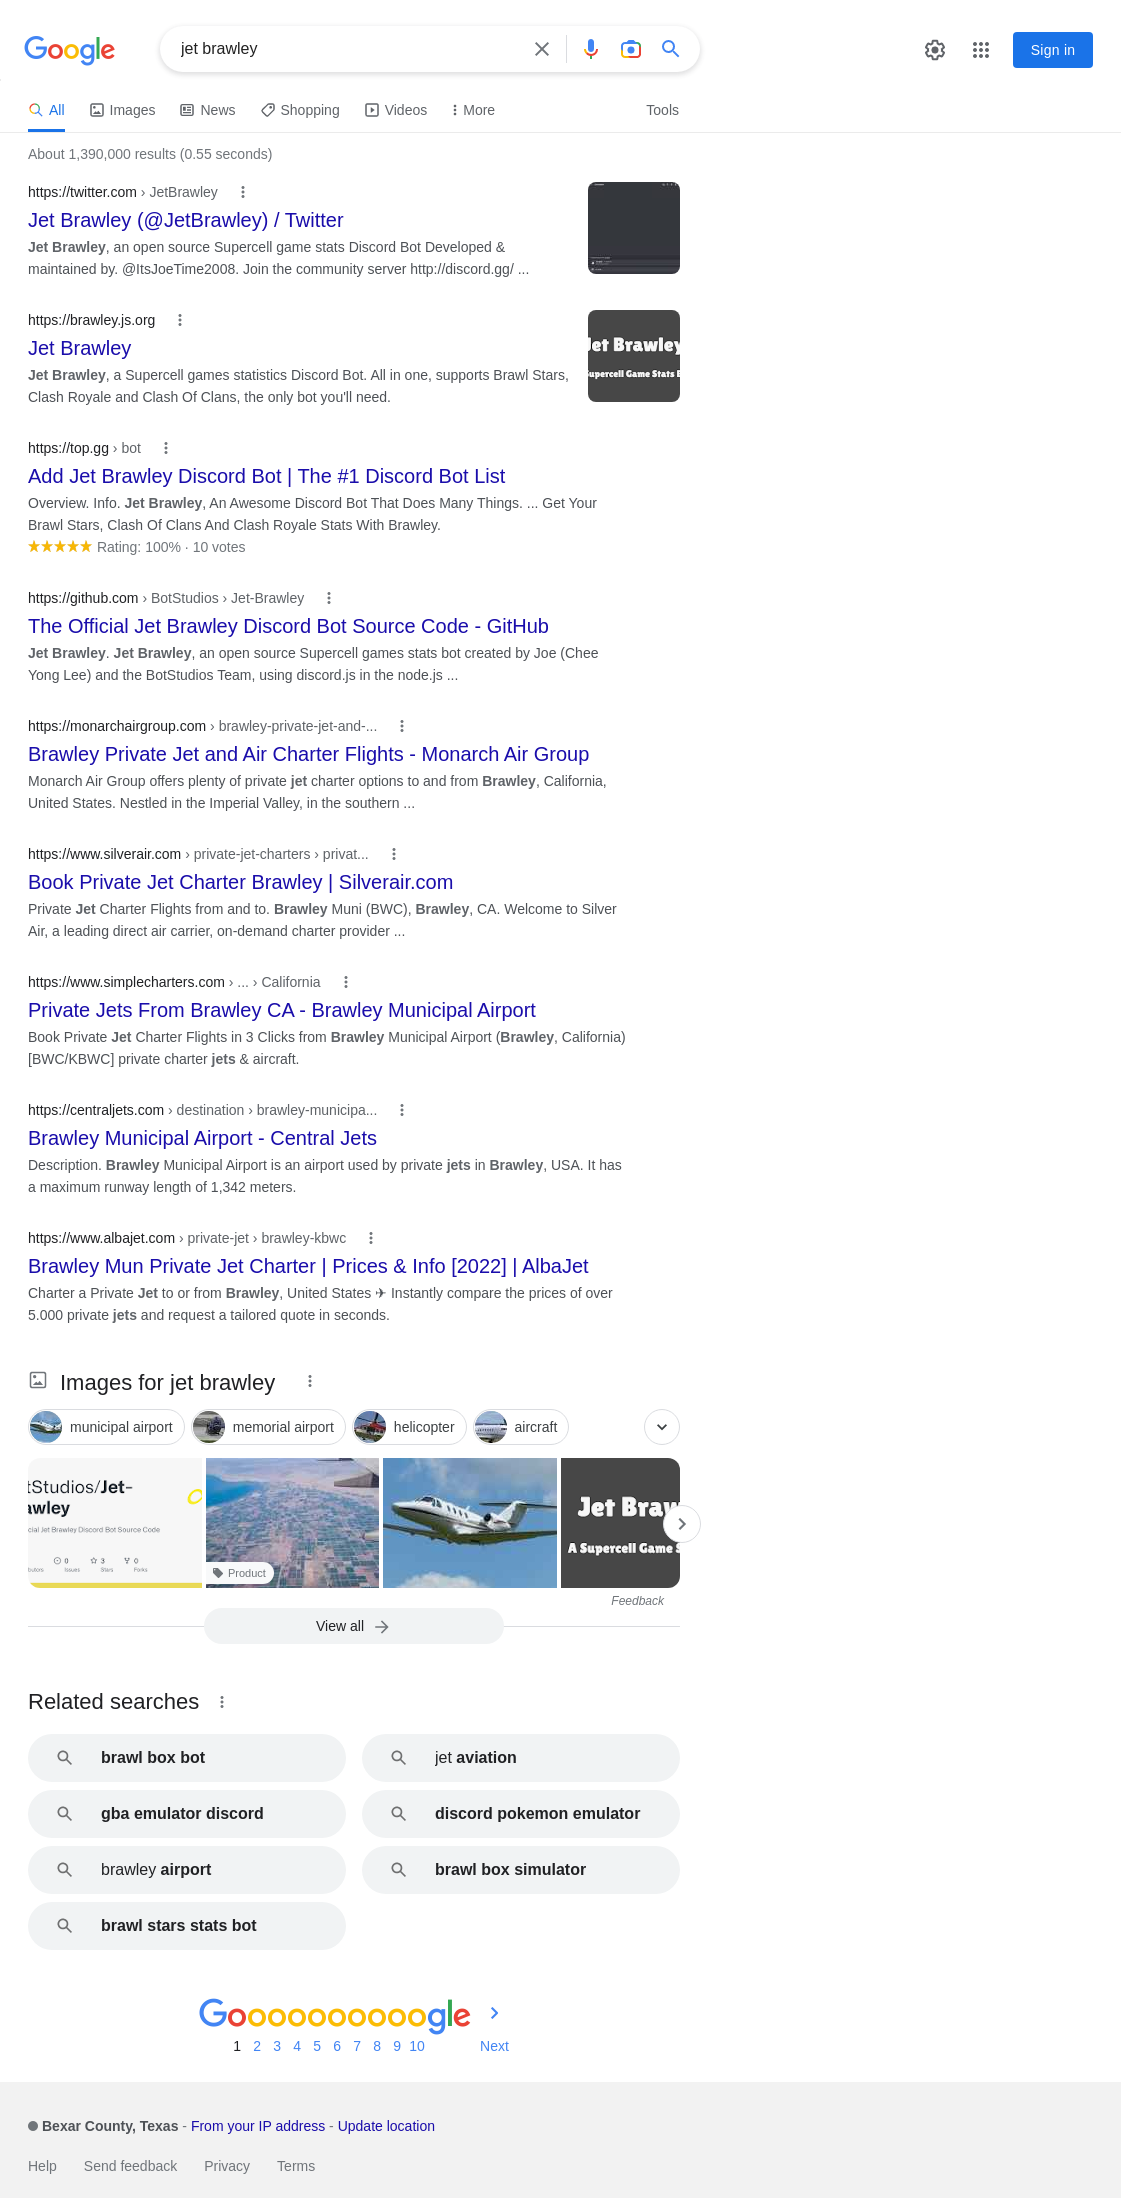 Google
jet brawley
Sign in
All
Images
News
Shopping
Videos
More
Tools
About 1,390,000 results (0.55 seconds)
https://twitter.com › JetBrawley
Jet Brawley (@JetBrawley) / Twitter
Jet Brawley, an open source Supercell game stats Discord Bot Developed &
maintained by. @ItsJoeTime2008. Join the community server http://discord.gg/ ...
https://brawley.js.org
Jet Brawley
Jet Brawley, a Supercell games statistics Discord Bot. All in one, supports Brawl Stars,
Clash Royale and Clash Of Clans, the only bot you'll need.
Jet Brawley
Supercell Game Stats B
https://top.gg › bot
Add Jet Brawley Discord Bot | The #1 Discord Bot List
Overview. Info. Jet Brawley, An Awesome Discord Bot That Does Many Things. ... Get Your
Brawl Stars, Clash Of Clans And Clash Royale Stats With Brawley.
Rating: 100% · 10 votes
https://github.com › BotStudios › Jet-Brawley
The Official Jet Brawley Discord Bot Source Code - GitHub
Jet Brawley. Jet Brawley, an open source Supercell games stats bot created by Joe (Chee
Yong Lee) and the BotStudios Team, using discord.js in the node.js ...
https://monarchairgroup.com › brawley-private-jet-and-...
Brawley Private Jet and Air Charter Flights - Monarch Air Group
Monarch Air Group offers plenty of private jet charter options to and from Brawley, California,
United States. Nestled in the Imperial Valley, in the southern ...
https://www.silverair.com › private-jet-charters › privat...
Book Private Jet Charter Brawley | Silverair.com
Private Jet Charter Flights from and to. Brawley Muni (BWC), Brawley, CA. Welcome to Silver
Air, a leading direct air carrier, on-demand charter provider ...
https://www.simplecharters.com › ... › California
Private Jets From Brawley CA - Brawley Municipal Airport
Book Private Jet Charter Flights in 3 Clicks from Brawley Municipal Airport (Brawley, California)
[BWC/KBWC] private charter jets & aircraft.
https://centraljets.com › destination › brawley-municipa...
Brawley Municipal Airport - Central Jets
Description. Brawley Municipal Airport is an airport used by private jets in Brawley, USA. It has
a maximum runway length of 1,342 meters.
https://www.albajet.com › private-jet › brawley-kbwc
Brawley Mun Private Jet Charter | Prices & Info [2022] | AlbaJet
Charter a Private Jet to or from Brawley, United States ✈ Instantly compare the prices of over
5.000 private jets and request a tailored quote in seconds.
Images for jet brawley
municipal airport
memorial airport
helicopter
aircraft
tStudios/Jet-
awley
cial Jet Brawley Discord Bot Source Code
0
3
0
Issues
Stars
Forks
Product
Jet Braw
A Supercell Game S
Feedback
View all
Related searches
brawl box bot
jet aviation
gba emulator discord
discord pokemon emulator
brawley airport
brawl box simulator
brawl stars stats bot
Goooooooooogle
1 2 3 4 5 6 7 8 9 10 Next
Bexar County, Texas - From your IP address - Update location
Help Send feedback Privacy Terms